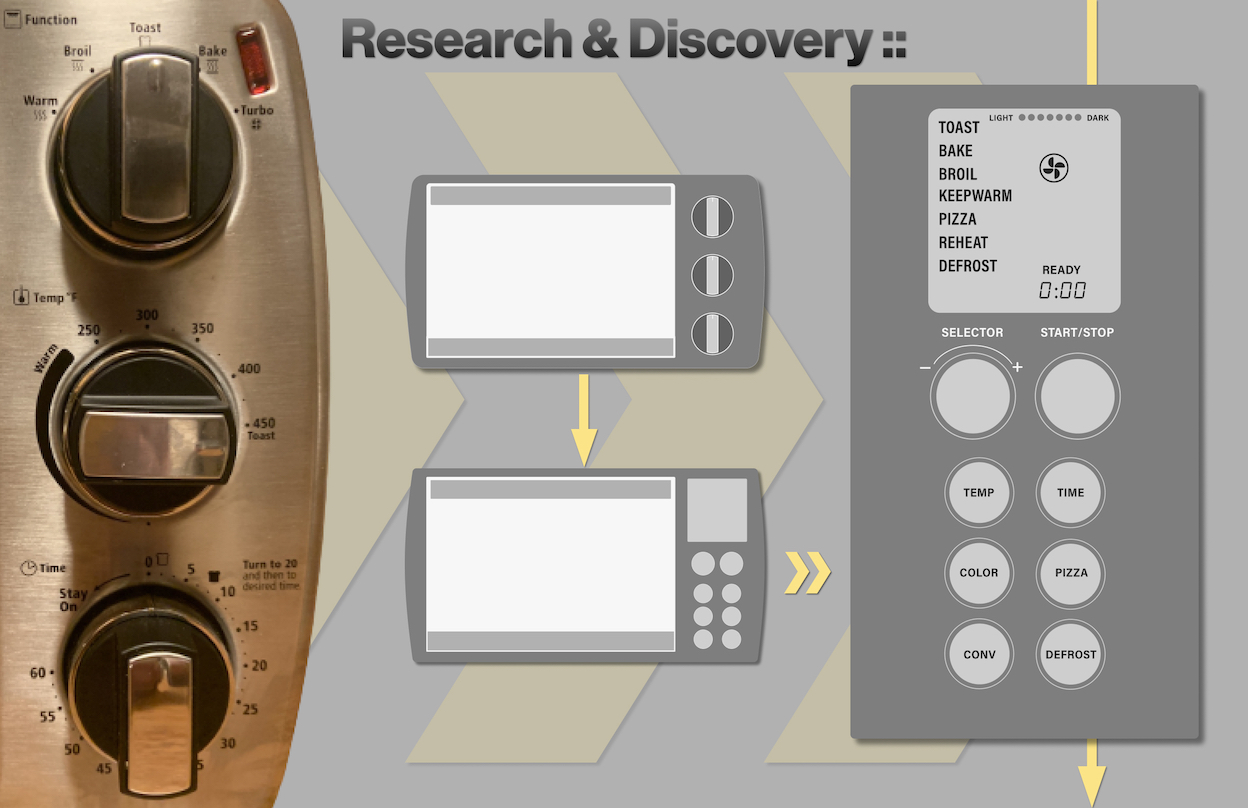 Research & Discovery ::
Function
Toast
Broil
Bake
Warm
Turbo
Temp °F
300
250
350
Warm
400
450
Toast
Time
0
5
Turn to 20
and then to
desired time
Stay
On
10
15
60
20
55
25
50
30
45
5
LIGHT
DARK
TOAST
BAKE
BROIL
KEEPWARM
PIZZA
REHEAT
DEFROST
READY
0:00
SELECTOR
START/STOP
− +
TEMP
TIME
COLOR
PIZZA
CONV
DEFROST